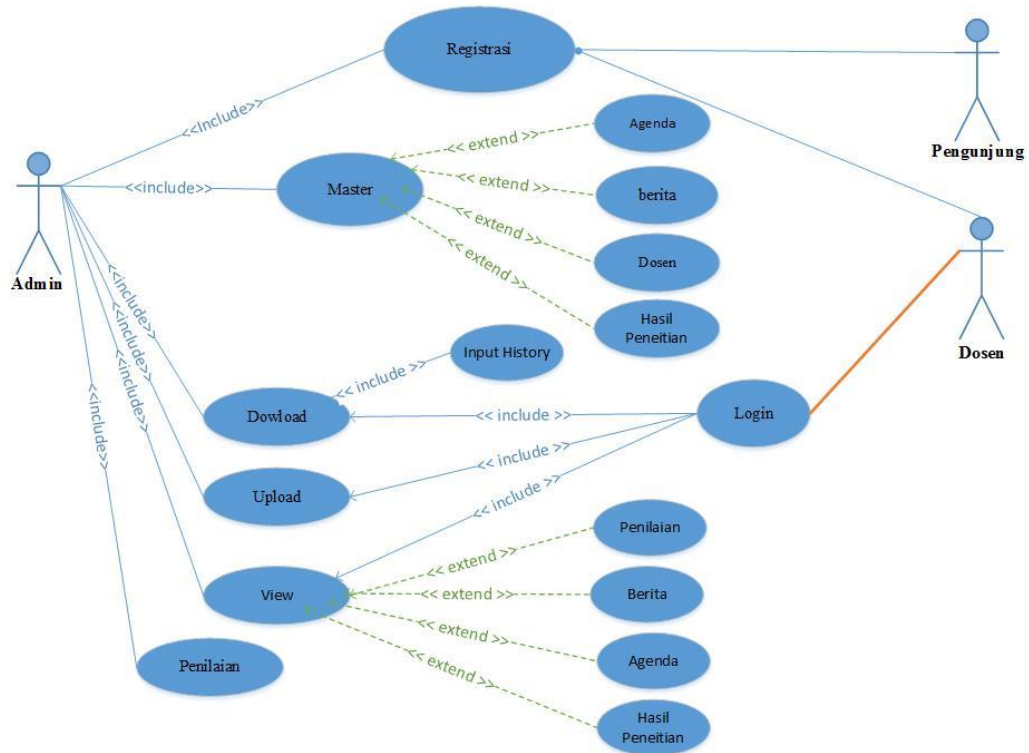 Registrasi
<<Include>>
Pengunjung
Agenda
<< extend >>
Master
<<include>>
<< extend >>
berita
<< extend >>
Dosen
<< extend >>
Hasil
Peneitian
Admin
Dosen
<<include>>
<<include>>
<<include>>
<<include>>
Input History
<< include >>
Dowload
<< include >>
Login
Upload
<< include >>
<< include >>
Penilaian
<< extend >>
View
<< extend >>
Berita
<< extend >>
Agenda
<< extend >>
Penilaian
Hasil
Peneitian